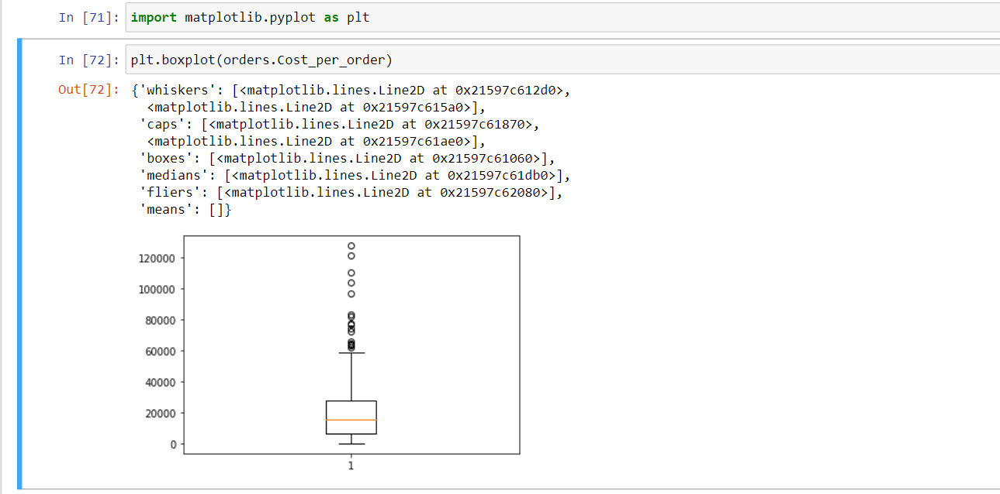 In [71]: import matplotlib.pyplot as plt
In [72]: plt.boxplot(orders.Cost_per_order)
Out[72]: {'whiskers': [<matplotlib.lines.Line2D at 0x21597c612d0>,
<matplotlib.lines.Line2D at 0x21597c615a0>],
'caps': [<matplotlib.lines.Line2D at 0x21597c61870>,
<matplotlib.lines.Line2D at 0x21597c61ae0>],
'boxes': [<matplotlib.lines.Line2D at 0x21597c61060>],
'medians': [<matplotlib.lines.Line2D at 0x21597c61db0>],
'fliers': [<matplotlib.lines.Line2D at 0x21597c62080>],
'means': []}
120000
100000
80000
60000
40000
20000
0
1